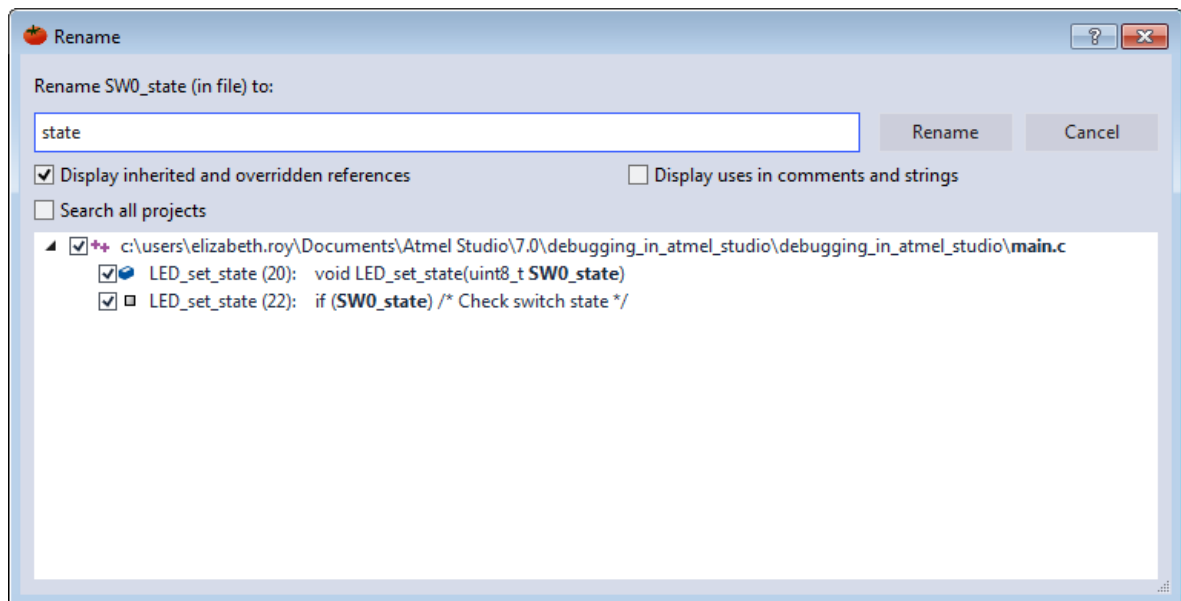 Rename
?
Rename SW0_state (in file) to:
state Rename Cancel
Display inherited and overridden references Display uses in comments and strings
Search all projects
c:\users\elizabeth.roy\Documents\Atmel Studio\7.0\debugging_in_atmel_studio\debugging_in_atmel_studio\main.c
LED_set_state (20): void LED_set_state(uint8_t SW0_state)
LED_set_state (22): if (SW0_state) /* Check switch state */